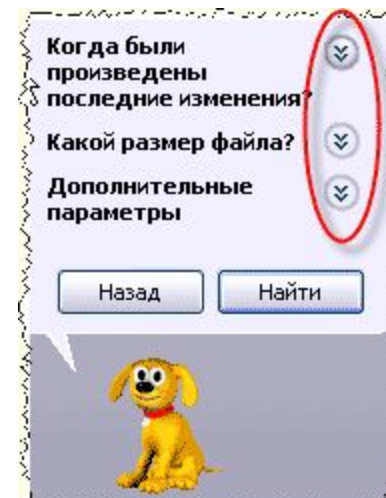 Когда были
произведены
последние изменения?
Какой размер файла?
Дополнительные
параметры
Назад
Найти